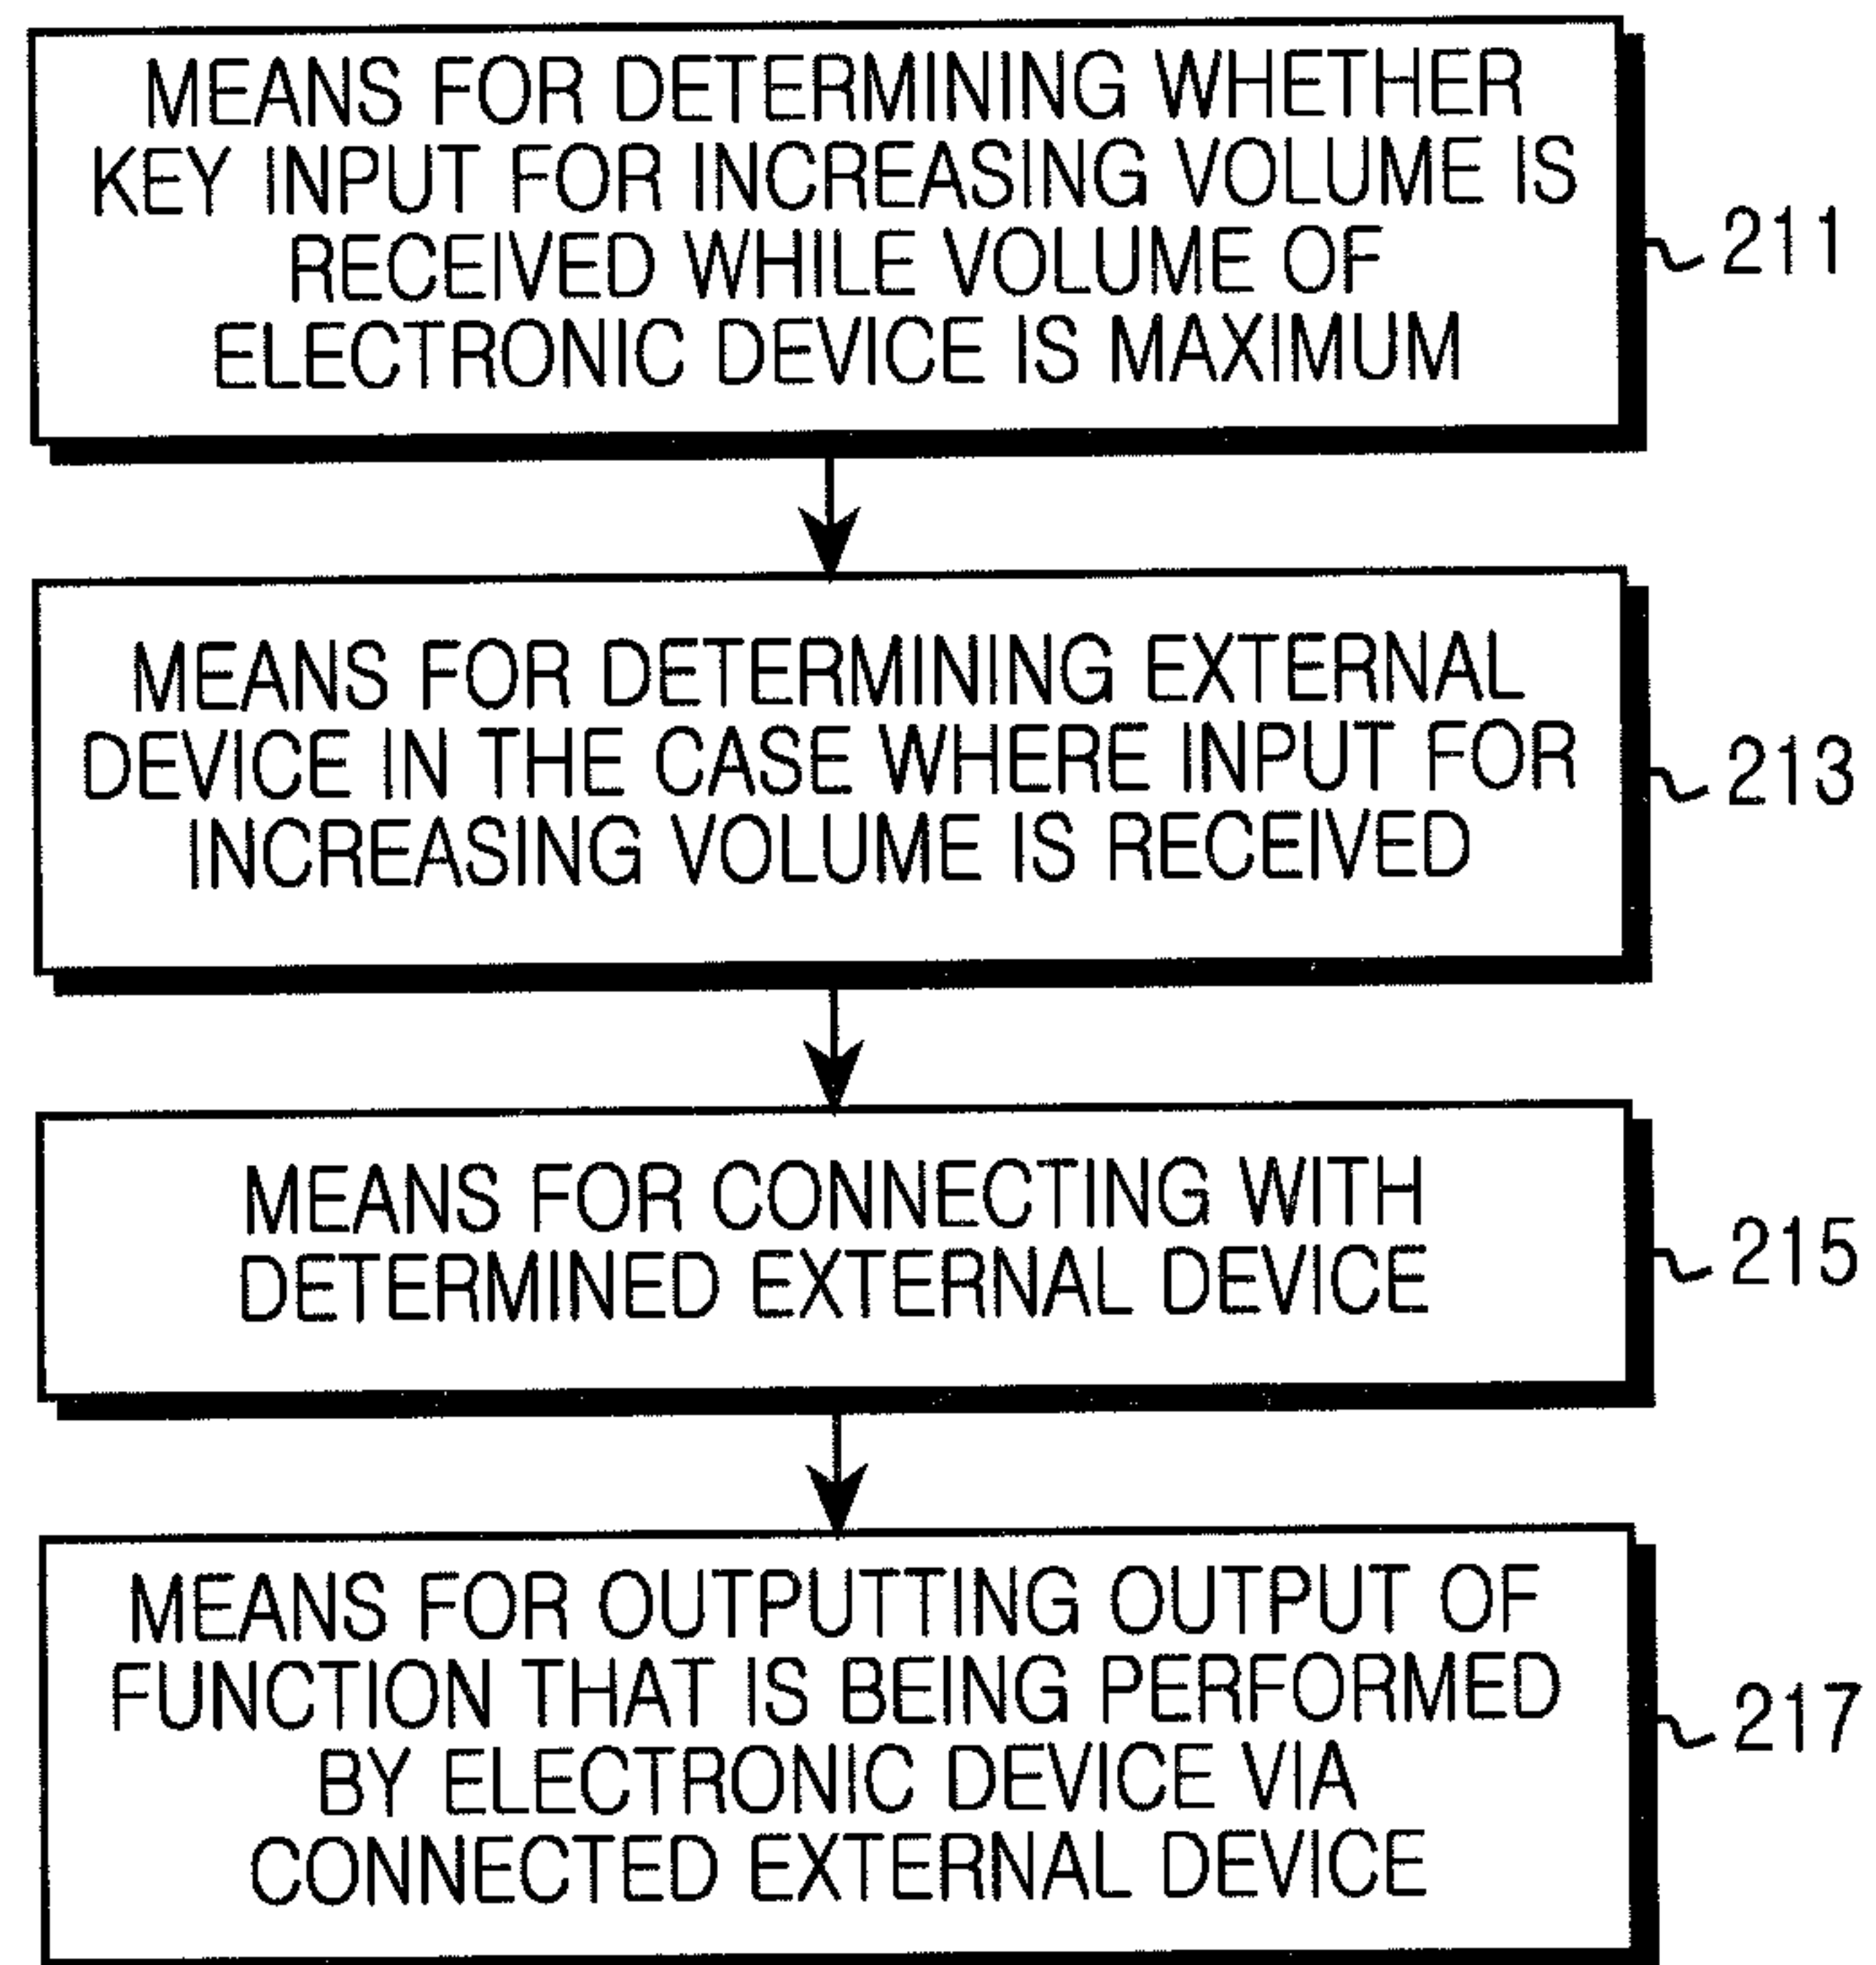 MEANS FOR DETERMINING WHETHER
KEY INPUT FOR INCREASING VOLUME IS
RECEIVED WHILE VOLUME OF
ELECTRONIC DEVICE IS MAXIMUM
211
MEANS FOR DETERMINING EXTERNAL
DEVICE IN THE CASE WHERE INPUT FOR
INCREASING VOLUME IS RECEIVED
213
MEANS FOR CONNECTING WITH
DETERMINED EXTERNAL DEVICE
215
MEANS FOR OUTPUTTING OUTPUT OF
FUNCTION THAT IS BEING PERFORMED
BY ELECTRONIC DEVICE VIA
CONNECTED EXTERNAL DEVICE
217